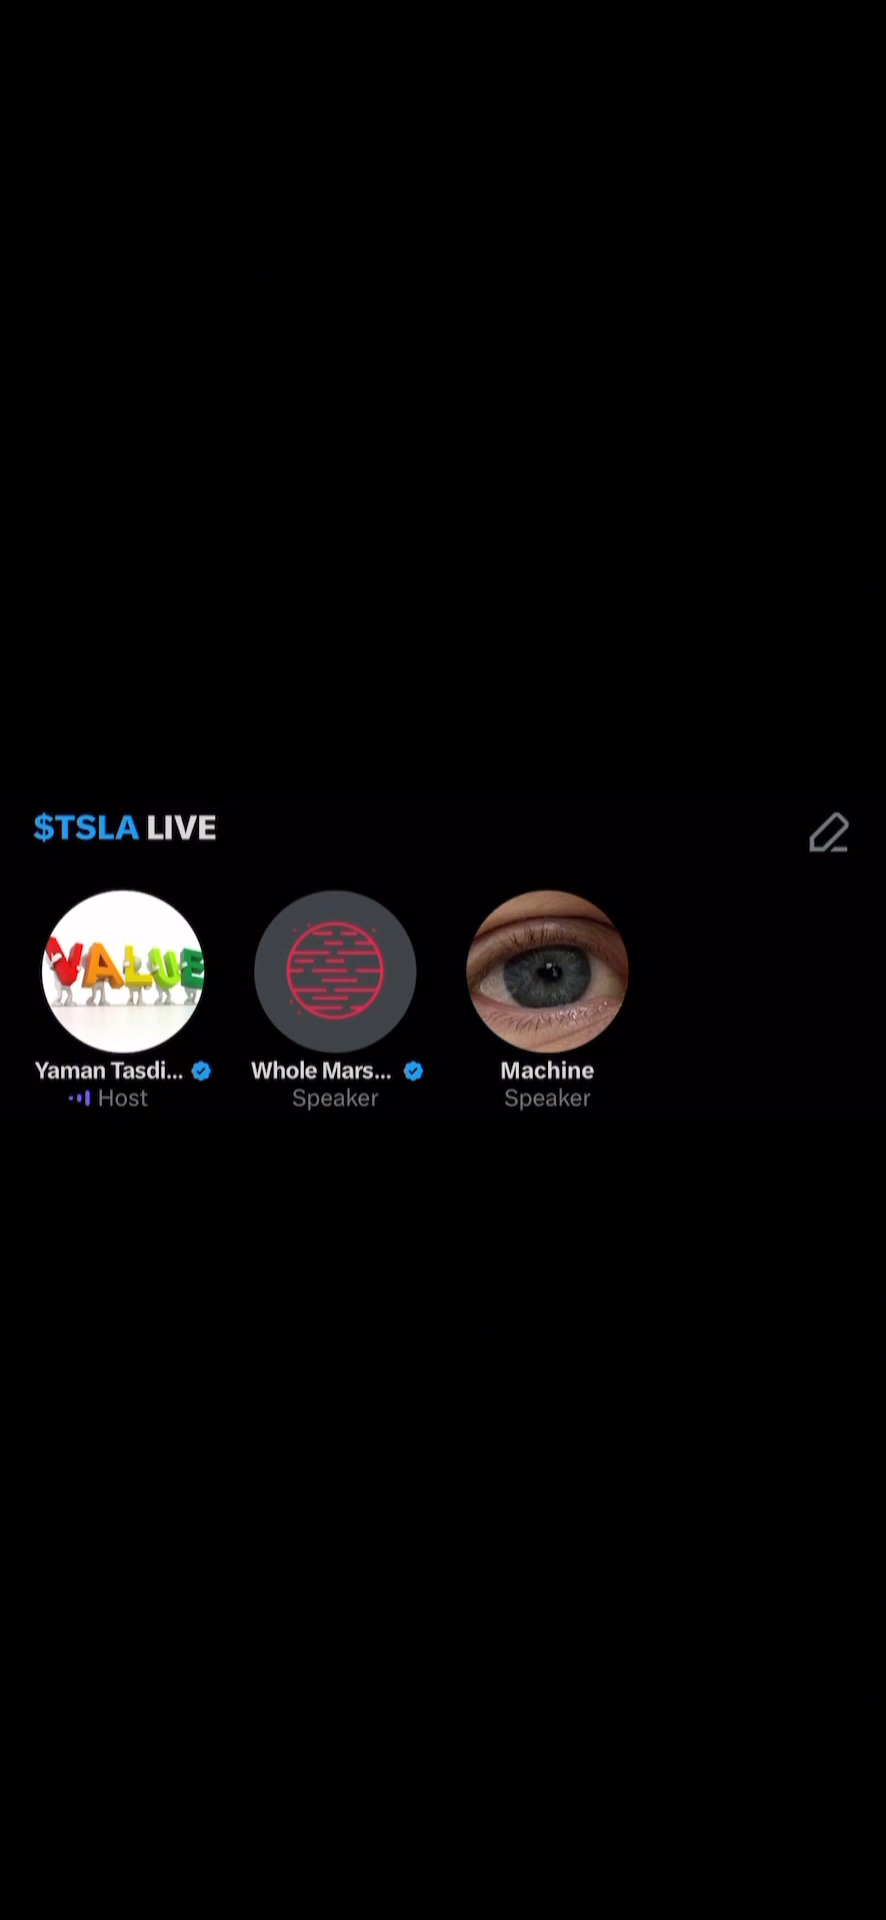 $TSLA LIVE
VALUE
Yaman Tasdi... Whole Mars... Machine
Host Speaker Speaker